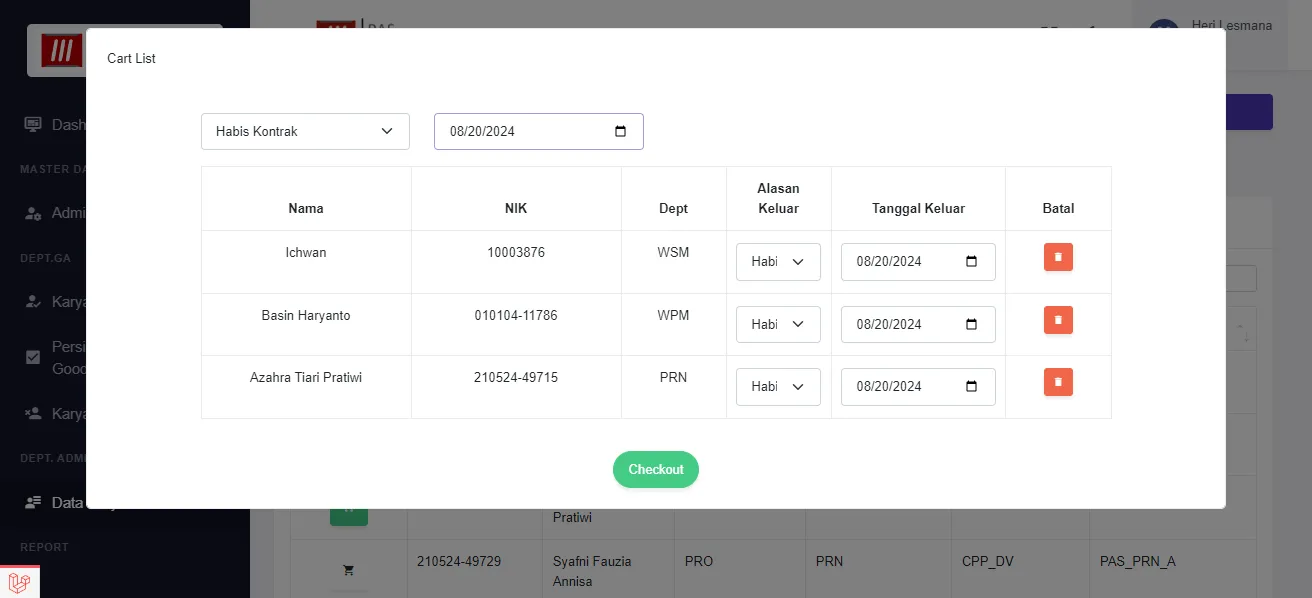 PAS
Heri Lesmana
Cart List
Habis Kontrak
08/20/2024
Nama NIK Dept Alasan Keluar Tanggal Keluar Batal
Ichwan 10003876 WSM Habi 08/20/2024
Basin Haryanto 010104-11786 WPM Habi 08/20/2024
Azahra Tiari Pratiwi 210524-49715 PRN Habi 08/20/2024
Checkout
Dash
MASTER DA
Admi
DEPT.GA
Karya
Persi
Good
Karya
DEPT. ADMI
Data
REPORT
Pratiwi
210524-49729 Syafni Fauzia Annisa PRO PRN CPP_DV PAS_PRN_A